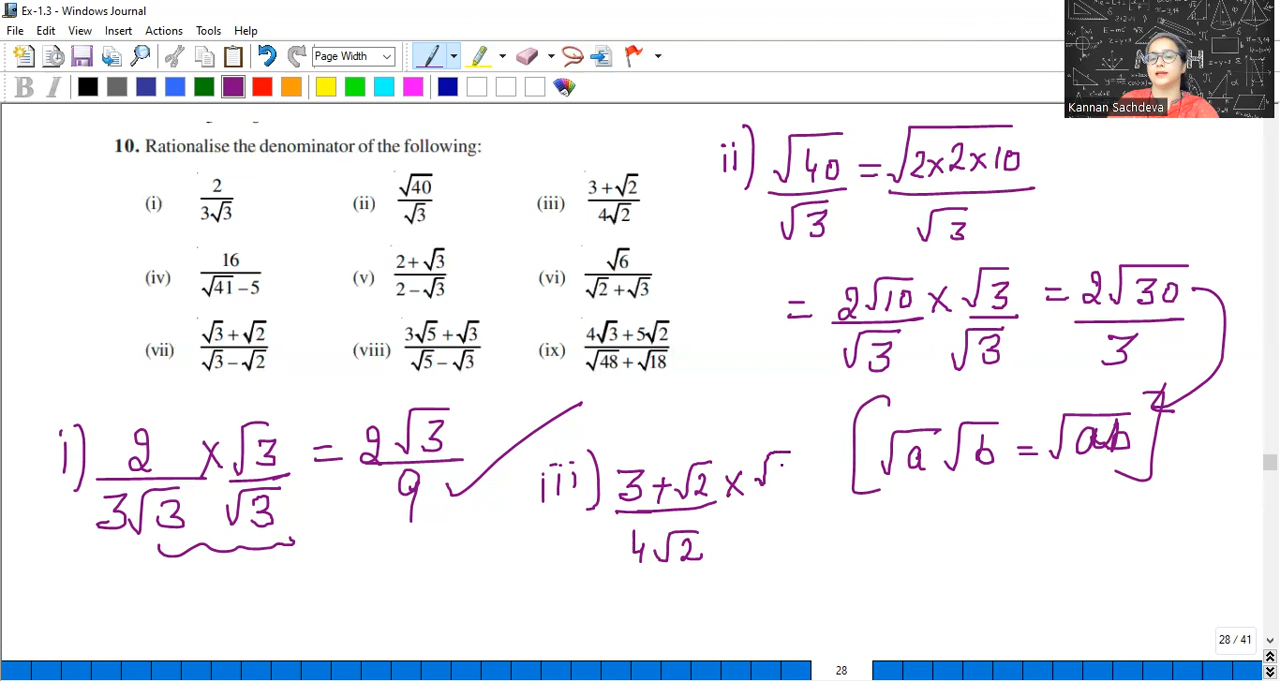 Ex-1.3 - Windows Journal
File Edit View Insert Actions Tools Help
Page Width
B I
Kannan Sachdeva
10. Rationalise the denominator of the following:
(i) 2/3√3 (ii) √40/√3 (iii) 3+√2/4√2
(iv) 16/√41−5 (v) 2+√3/2−√3 (vi) √6/√2+√3
(vii) √3+√2/√3−√2 (viii) 3√5+√3/√5−√3 (ix) 4√3+5√2/√48+√18
i) 2/3√3 × √3/√3 = 2√3/9
ii) √40/√3 = √2×2×10/√3
= 2√10/√3 × √3/√3 = 2√30/3
[√a √b = √ab]
iii) 3+√2/4√2 × √
28 / 41
28